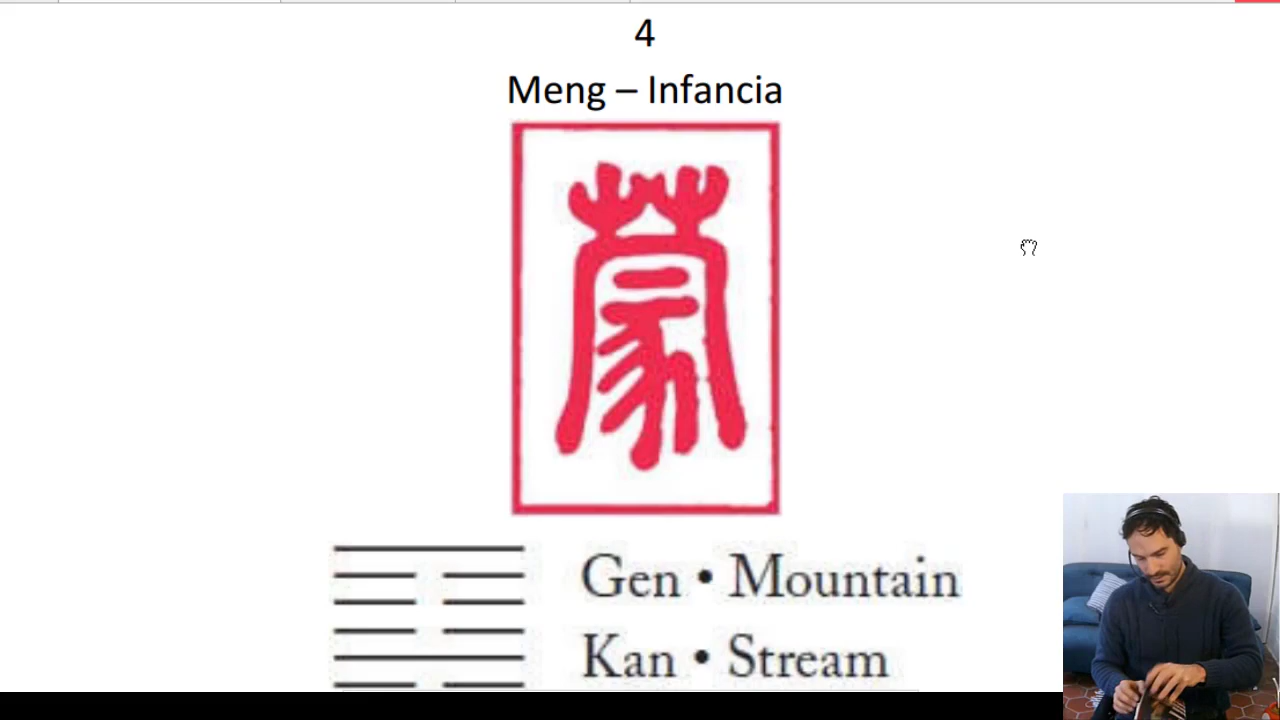 4
Meng – Infancia
蒙
Gen • Mountain
Kan • Stream